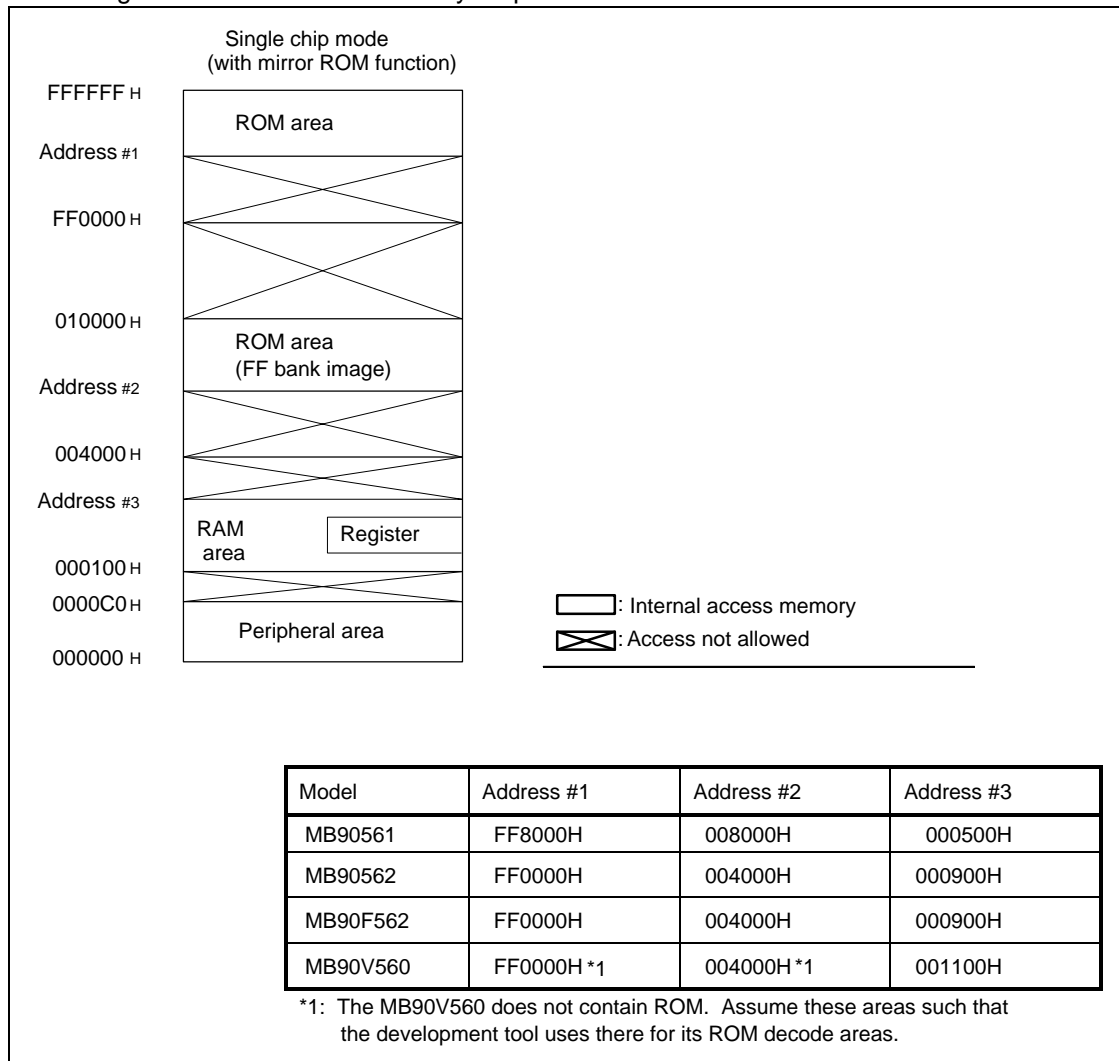 Single chip mode
(with mirror ROM function)
FFFFFF H
ROM area
Address #1
FF0000 H
010000 H
ROM area
(FF bank image)
Address #2
004000 H
Address #3
RAM
area
Register
000100 H
0000C0 H
Peripheral area
000000 H
: Internal access memory
: Access not allowed
Model Address #1 Address #2 Address #3
MB90561 FF8000H 008000H 000500H
MB90562 FF0000H 004000H 000900H
MB90F562 FF0000H 004000H 000900H
MB90V560 FF0000H *1 004000H *1 001100H
*1: The MB90V560 does not contain ROM. Assume these areas such that
the development tool uses there for its ROM decode areas.